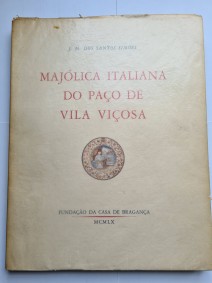 J. M. DOS SANTOS SIMÕES
MAJÓLICA ITALIANA
DO PAÇO DE
VILA VIÇOSA
FUNDAÇÃO DA CASA DE BRAGANÇA
MCMLX